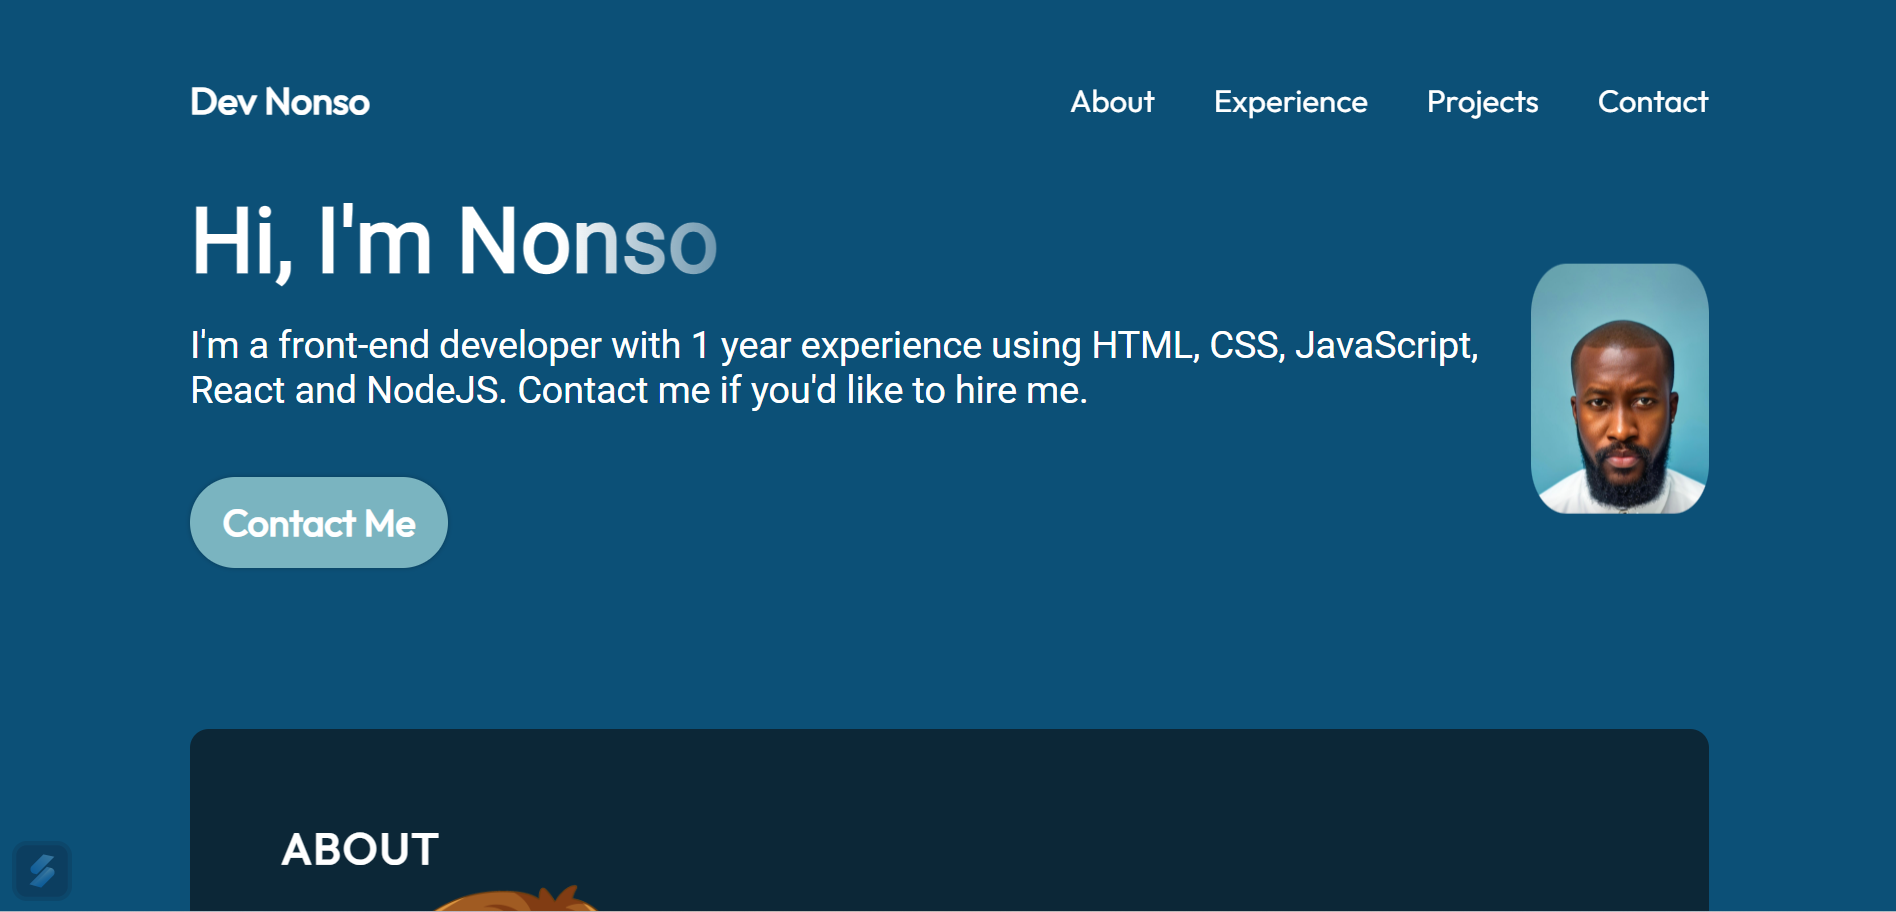 Dev Nonso
About Experience Projects Contact
Hi, I'm Nonso
I'm a front-end developer with 1 year experience using HTML, CSS, JavaScript,
React and NodeJS. Contact me if you'd like to hire me.
Contact Me
ABOUT